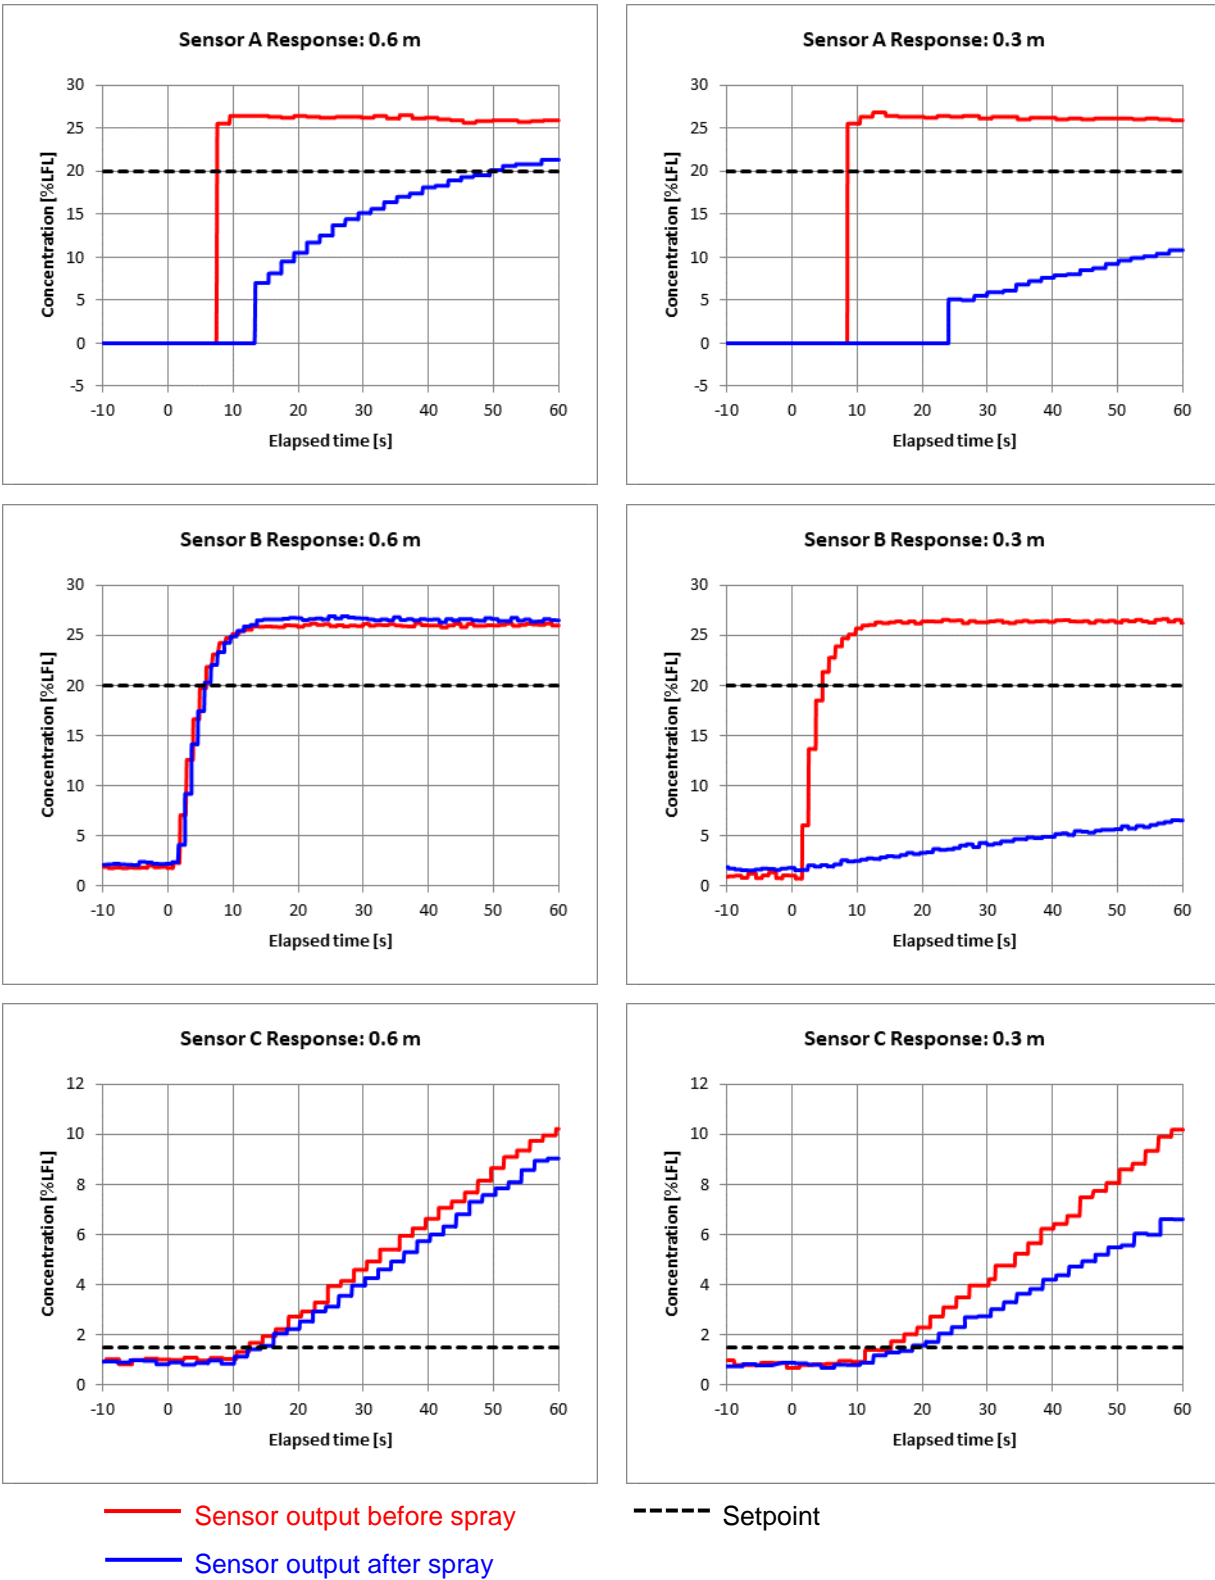 Sensor A Response: 0.6 m
Concentration [%LFL]
30
25
20
15
10
5
0
-5
-10 0 10 20 30 40 50 60
Elapsed time [s]
Sensor A Response: 0.3 m
Concentration [%LFL]
30
25
20
15
10
5
0
-5
-10 0 10 20 30 40 50 60
Elapsed time [s]
Sensor B Response: 0.6 m
Concentration [%LFL]
30
25
20
15
10
5
0
-10 0 10 20 30 40 50 60
Elapsed time [s]
Sensor B Response: 0.3 m
Concentration [%LFL]
30
25
20
15
10
5
0
-10 0 10 20 30 40 50 60
Elapsed time [s]
Sensor C Response: 0.6 m
Concentration [%LFL]
12
10
8
6
4
2
0
-10 0 10 20 30 40 50 60
Elapsed time [s]
Sensor C Response: 0.3 m
Concentration [%LFL]
12
10
8
6
4
2
0
-10 0 10 20 30 40 50 60
Elapsed time [s]
Sensor output before spray
Setpoint
Sensor output after spray